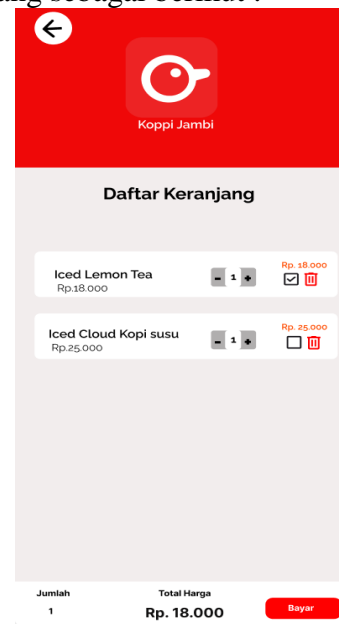 Koppi Jambi
Daftar Keranjang
Iced Lemon Tea
Rp.18.000
- 1 +
Rp. 18.000
Iced Cloud Kopi susu
Rp.25.000
- 1 +
Rp. 25.000
Jumlah
1
Total Harga
Rp. 18.000
Bayar